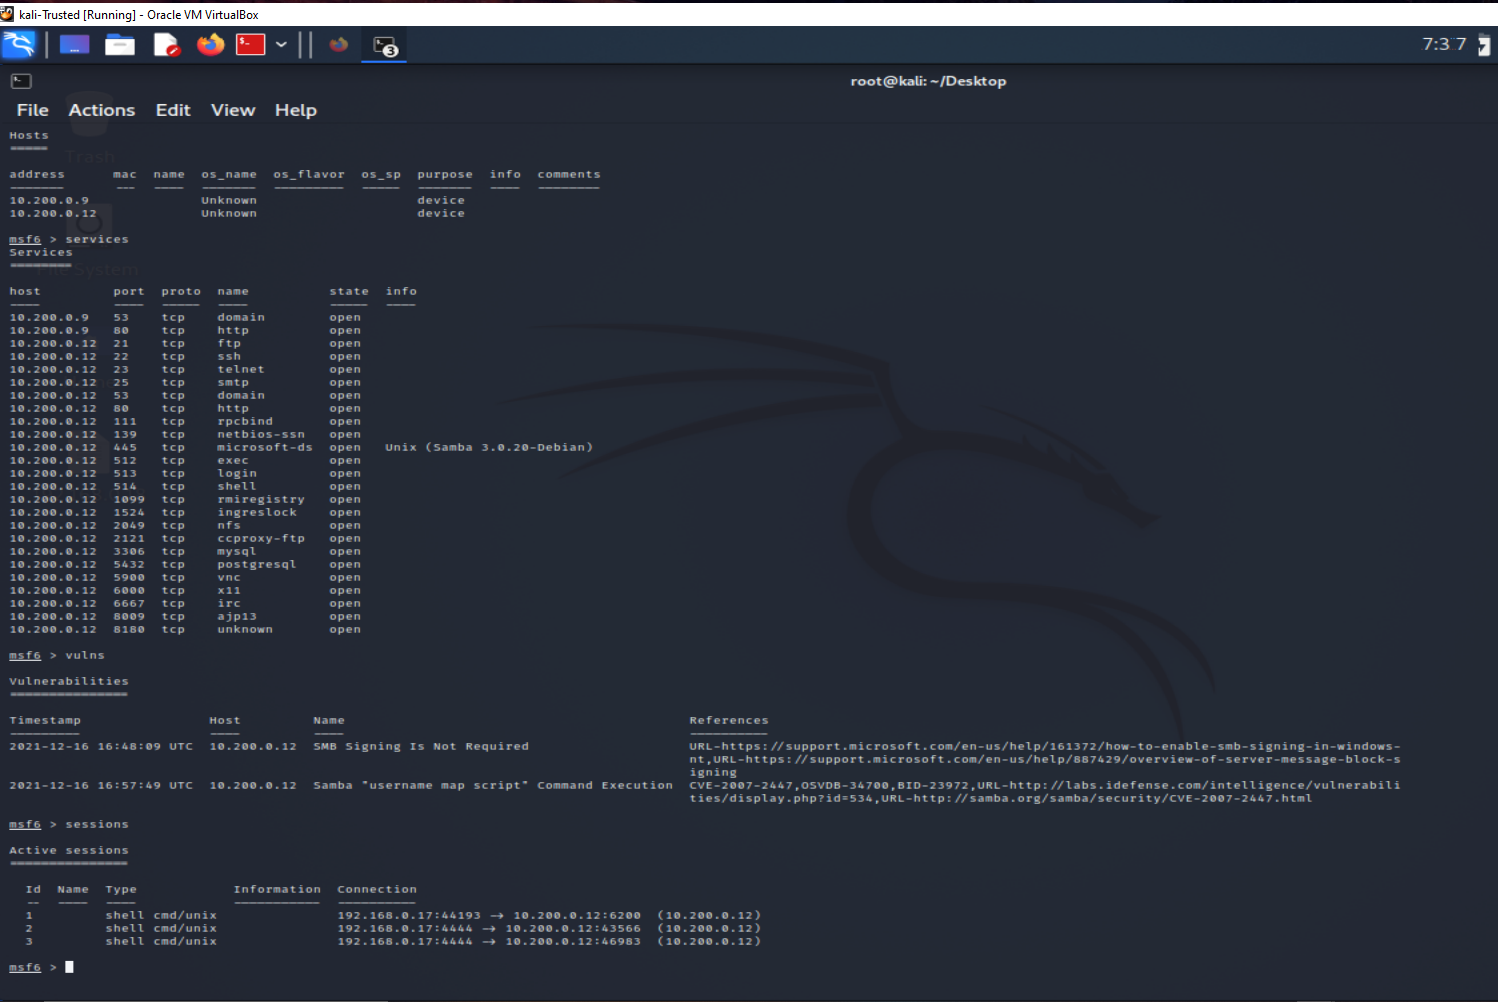 kali-Trusted [Running] - Oracle VM VirtualBox
3
7:37
root@kali: ~/Desktop
File Actions Edit View Help
Trash
Hosts
=====
address mac name os_name os_flavor os_sp purpose info comments
------- --- ---- ------- --------- ----- ------- ---- --------
10.200.0.9 Unknown device
10.200.0.12 Unknown device
msf6 > services
Services
========
File System
host port proto name state info
---- ---- ----- ---- ----- ----
10.200.0.9 53 tcp domain open
10.200.0.9 80 tcp http open
10.200.0.12 21 tcp ftp open
10.200.0.12 22 tcp ssh open
10.200.0.12 23 tcp telnet open
10.200.0.12 25 tcp smtp open
10.200.0.12 53 tcp domain open
10.200.0.12 80 tcp http open
10.200.0.12 111 tcp rpcbind open
10.200.0.12 139 tcp netbios-ssn open
10.200.0.12 445 tcp microsoft-ds open Unix (Samba 3.0.20-Debian)
10.200.0.12 512 tcp exec open
10.200.0.12 513 tcp login open
10.200.0.12 514 tcp shell open
10.200.0.12 1099 tcp rmiregistry open
10.200.0.12 1524 tcp ingreslock open
10.200.0.12 2049 tcp nfs open
10.200.0.12 2121 tcp ccproxy-ftp open
10.200.0.12 3306 tcp mysql open
10.200.0.12 5432 tcp postgresql open
10.200.0.12 5900 tcp vnc open
10.200.0.12 6000 tcp x11 open
10.200.0.12 6667 tcp irc open
10.200.0.12 8009 tcp ajp13 open
10.200.0.12 8180 tcp unknown open
msf6 > vulns
Vulnerabilities
===============
Timestamp Host Name References
--------- ---- ---- ----------
2021-12-16 16:48:09 UTC 10.200.0.12 SMB Signing Is Not Required URL-https://support.microsoft.com/en-us/help/161372/how-to-enable-smb-signing-in-windows-
nt,URL-https://support.microsoft.com/en-us/help/887429/overview-of-server-message-block-s
igning
2021-12-16 16:57:49 UTC 10.200.0.12 Samba "username map script" Command Execution CVE-2007-2447,OSVDB-34700,BID-23972,URL-http://labs.idefense.com/intelligence/vulnerabili
ties/display.php?id=534,URL-http://samba.org/samba/security/CVE-2007-2447.html
msf6 > sessions
Active sessions
===============
Id Name Type Information Connection
-- ---- ---- ----------- ----------
1 shell cmd/unix 192.168.0.17:44193 → 10.200.0.12:6200 (10.200.0.12)
2 shell cmd/unix 192.168.0.17:4444 → 10.200.0.12:43566 (10.200.0.12)
3 shell cmd/unix 192.168.0.17:4444 → 10.200.0.12:46983 (10.200.0.12)
msf6 >